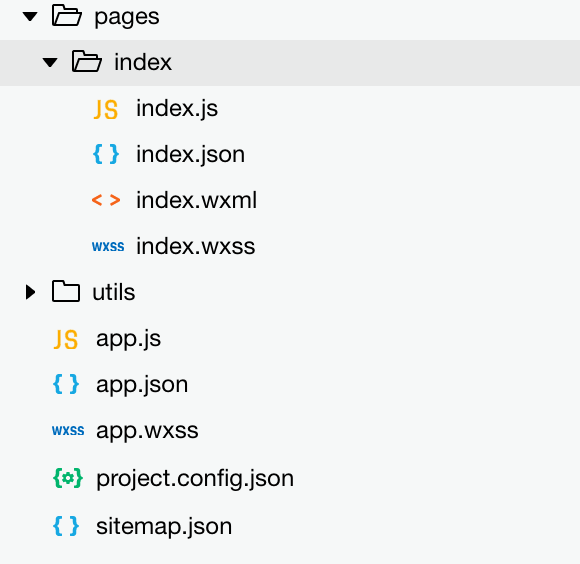 pages
index
JS index.js
{ } index.json
< > index.wxml
WXSS index.wxss
utils
JS app.js
{ } app.json
WXSS app.wxss
project.config.json
{ } sitemap.json